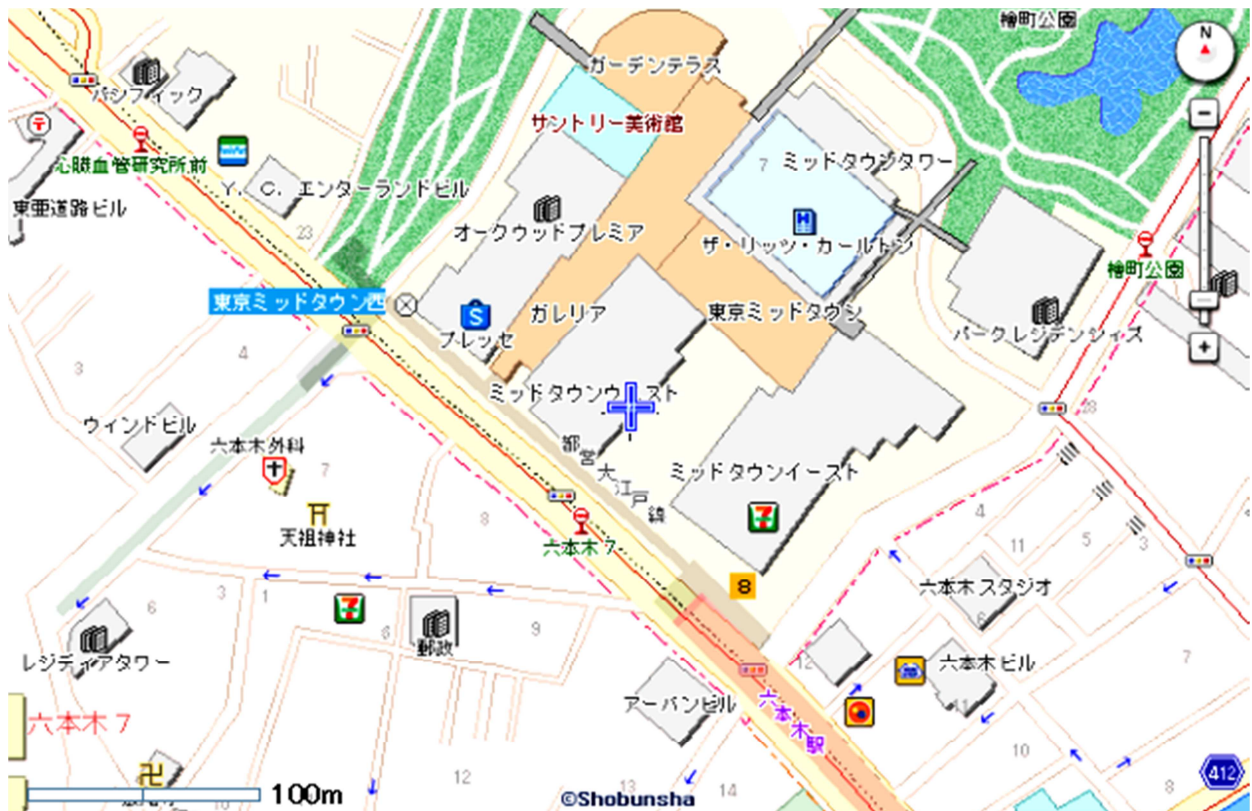 檜町公園
N
ガーデンテラス
パシフィック
サントリー美術館
7
ミッドタウンタワー
心臓血管研究所前
Y. C. エンターランドビル
東亜道路ビル
オークウッドプレミア
H
ザ・リッツ・カールトン
23
檜町公園
東京ミッドタウン西
S
ガレリア
東京ミッドタウン
プレッセ
パークレジデンシィズ
4
3
ミッドタウンウェスト
23
ウィンドビル
六本木外科
都営大江戸線
ミッドタウンイースト
7
8
7
4
天祖神社
六本木7
11
5
3
8
六本木スタジオ
6
3
1
7
6
9
6
郵政
レジディアタワー
12
六本木ビル
7
アーバンビル
六本木駅
11
六本木7
10
12
13
14
8
412
100m
©Shobunsha